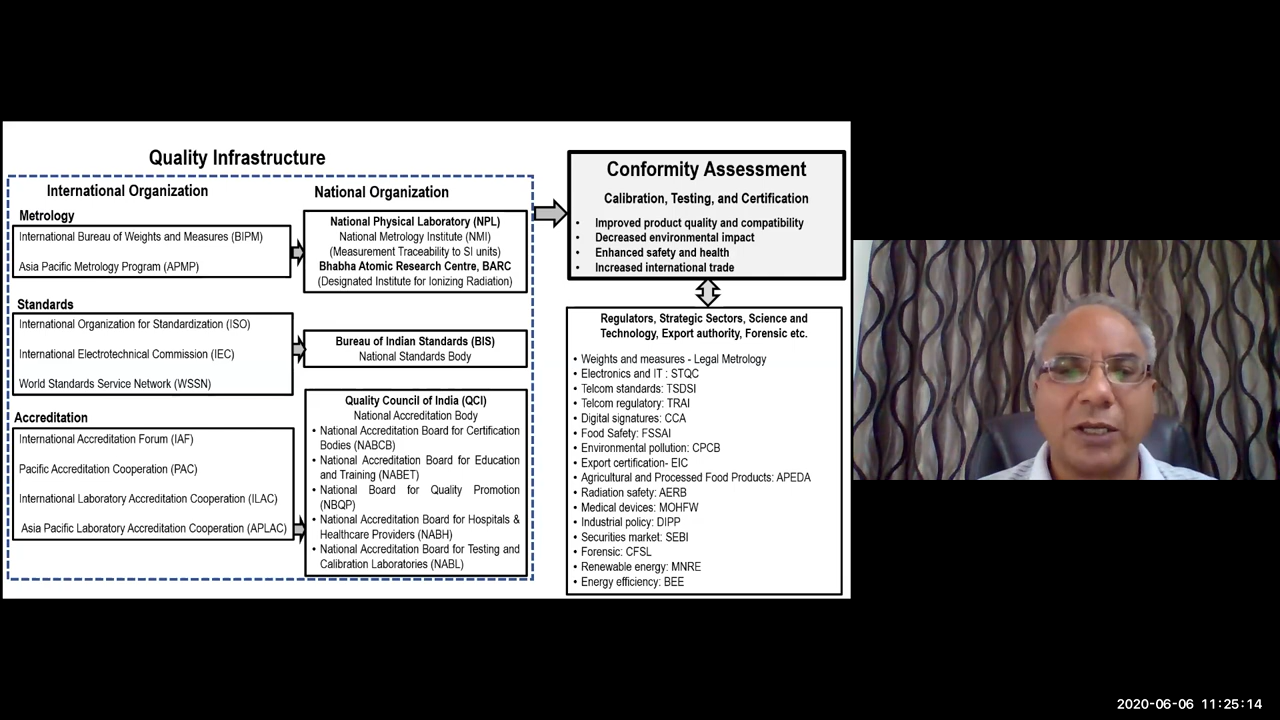 Quality Infrastructure
International Organization
National Organization
Metrology
International Bureau of Weights and Measures (BIPM)
Asia Pacific Metrology Program (APMP)
National Physical Laboratory (NPL)
National Metrology Institute (NMI)
(Measurement Traceability to SI units)
Bhabha Atomic Research Centre, BARC
(Designated Institute for Ionizing Radiation)
Standards
International Organization for Standardization (ISO)
International Electrotechnical Commission (IEC)
World Standards Service Network (WSSN)
Bureau of Indian Standards (BIS)
National Standards Body
Accreditation
International Accreditation Forum (IAF)
Pacific Accreditation Cooperation (PAC)
International Laboratory Accreditation Cooperation (ILAC)
Asia Pacific Laboratory Accreditation Cooperation (APLAC)
Quality Council of India (QCI)
National Accreditation Body
• National Accreditation Board for Certification
Bodies (NABCB)
• National Accreditation Board for Education
and Training (NABET)
• National Board for Quality Promotion
(NBQP)
• National Accreditation Board for Hospitals &
Healthcare Providers (NABH)
• National Accreditation Board for Testing and
Calibration Laboratories (NABL)
Conformity Assessment
Calibration, Testing, and Certification
• Improved product quality and compatibility
• Decreased environmental impact
• Enhanced safety and health
• Increased international trade
Regulators, Strategic Sectors, Science and
Technology, Export authority, Forensic etc.
• Weights and measures - Legal Metrology
• Electronics and IT : STQC
• Telcom standards: TSDSI
• Telcom regulatory: TRAI
• Digital signatures: CCA
• Food Safety: FSSAI
• Environmental pollution: CPCB
• Export certification- EIC
• Agricultural and Processed Food Products: APEDA
• Radiation safety: AERB
• Medical devices: MOHFW
• Industrial policy: DIPP
• Securities market: SEBI
• Forensic: CFSL
• Renewable energy: MNRE
• Energy efficiency: BEE
2020-06-06 11:25:14